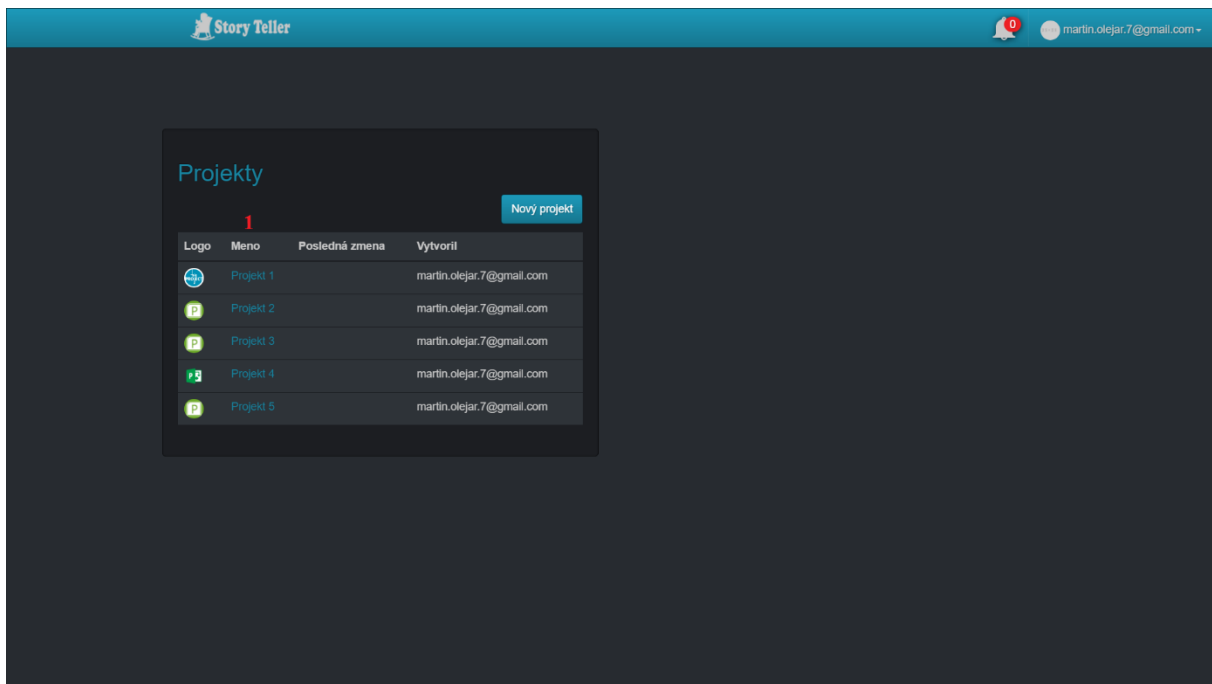 Story Teller
0
martin.olejar.7@gmail.com
Projekty
Nový projekt
1
Logo Meno Posledná zmena Vytvoril
Projekt 1 martin.olejar.7@gmail.com
P Projekt 2 martin.olejar.7@gmail.com
P Projekt 3 martin.olejar.7@gmail.com
Projekt 4 martin.olejar.7@gmail.com
P Projekt 5 martin.olejar.7@gmail.com